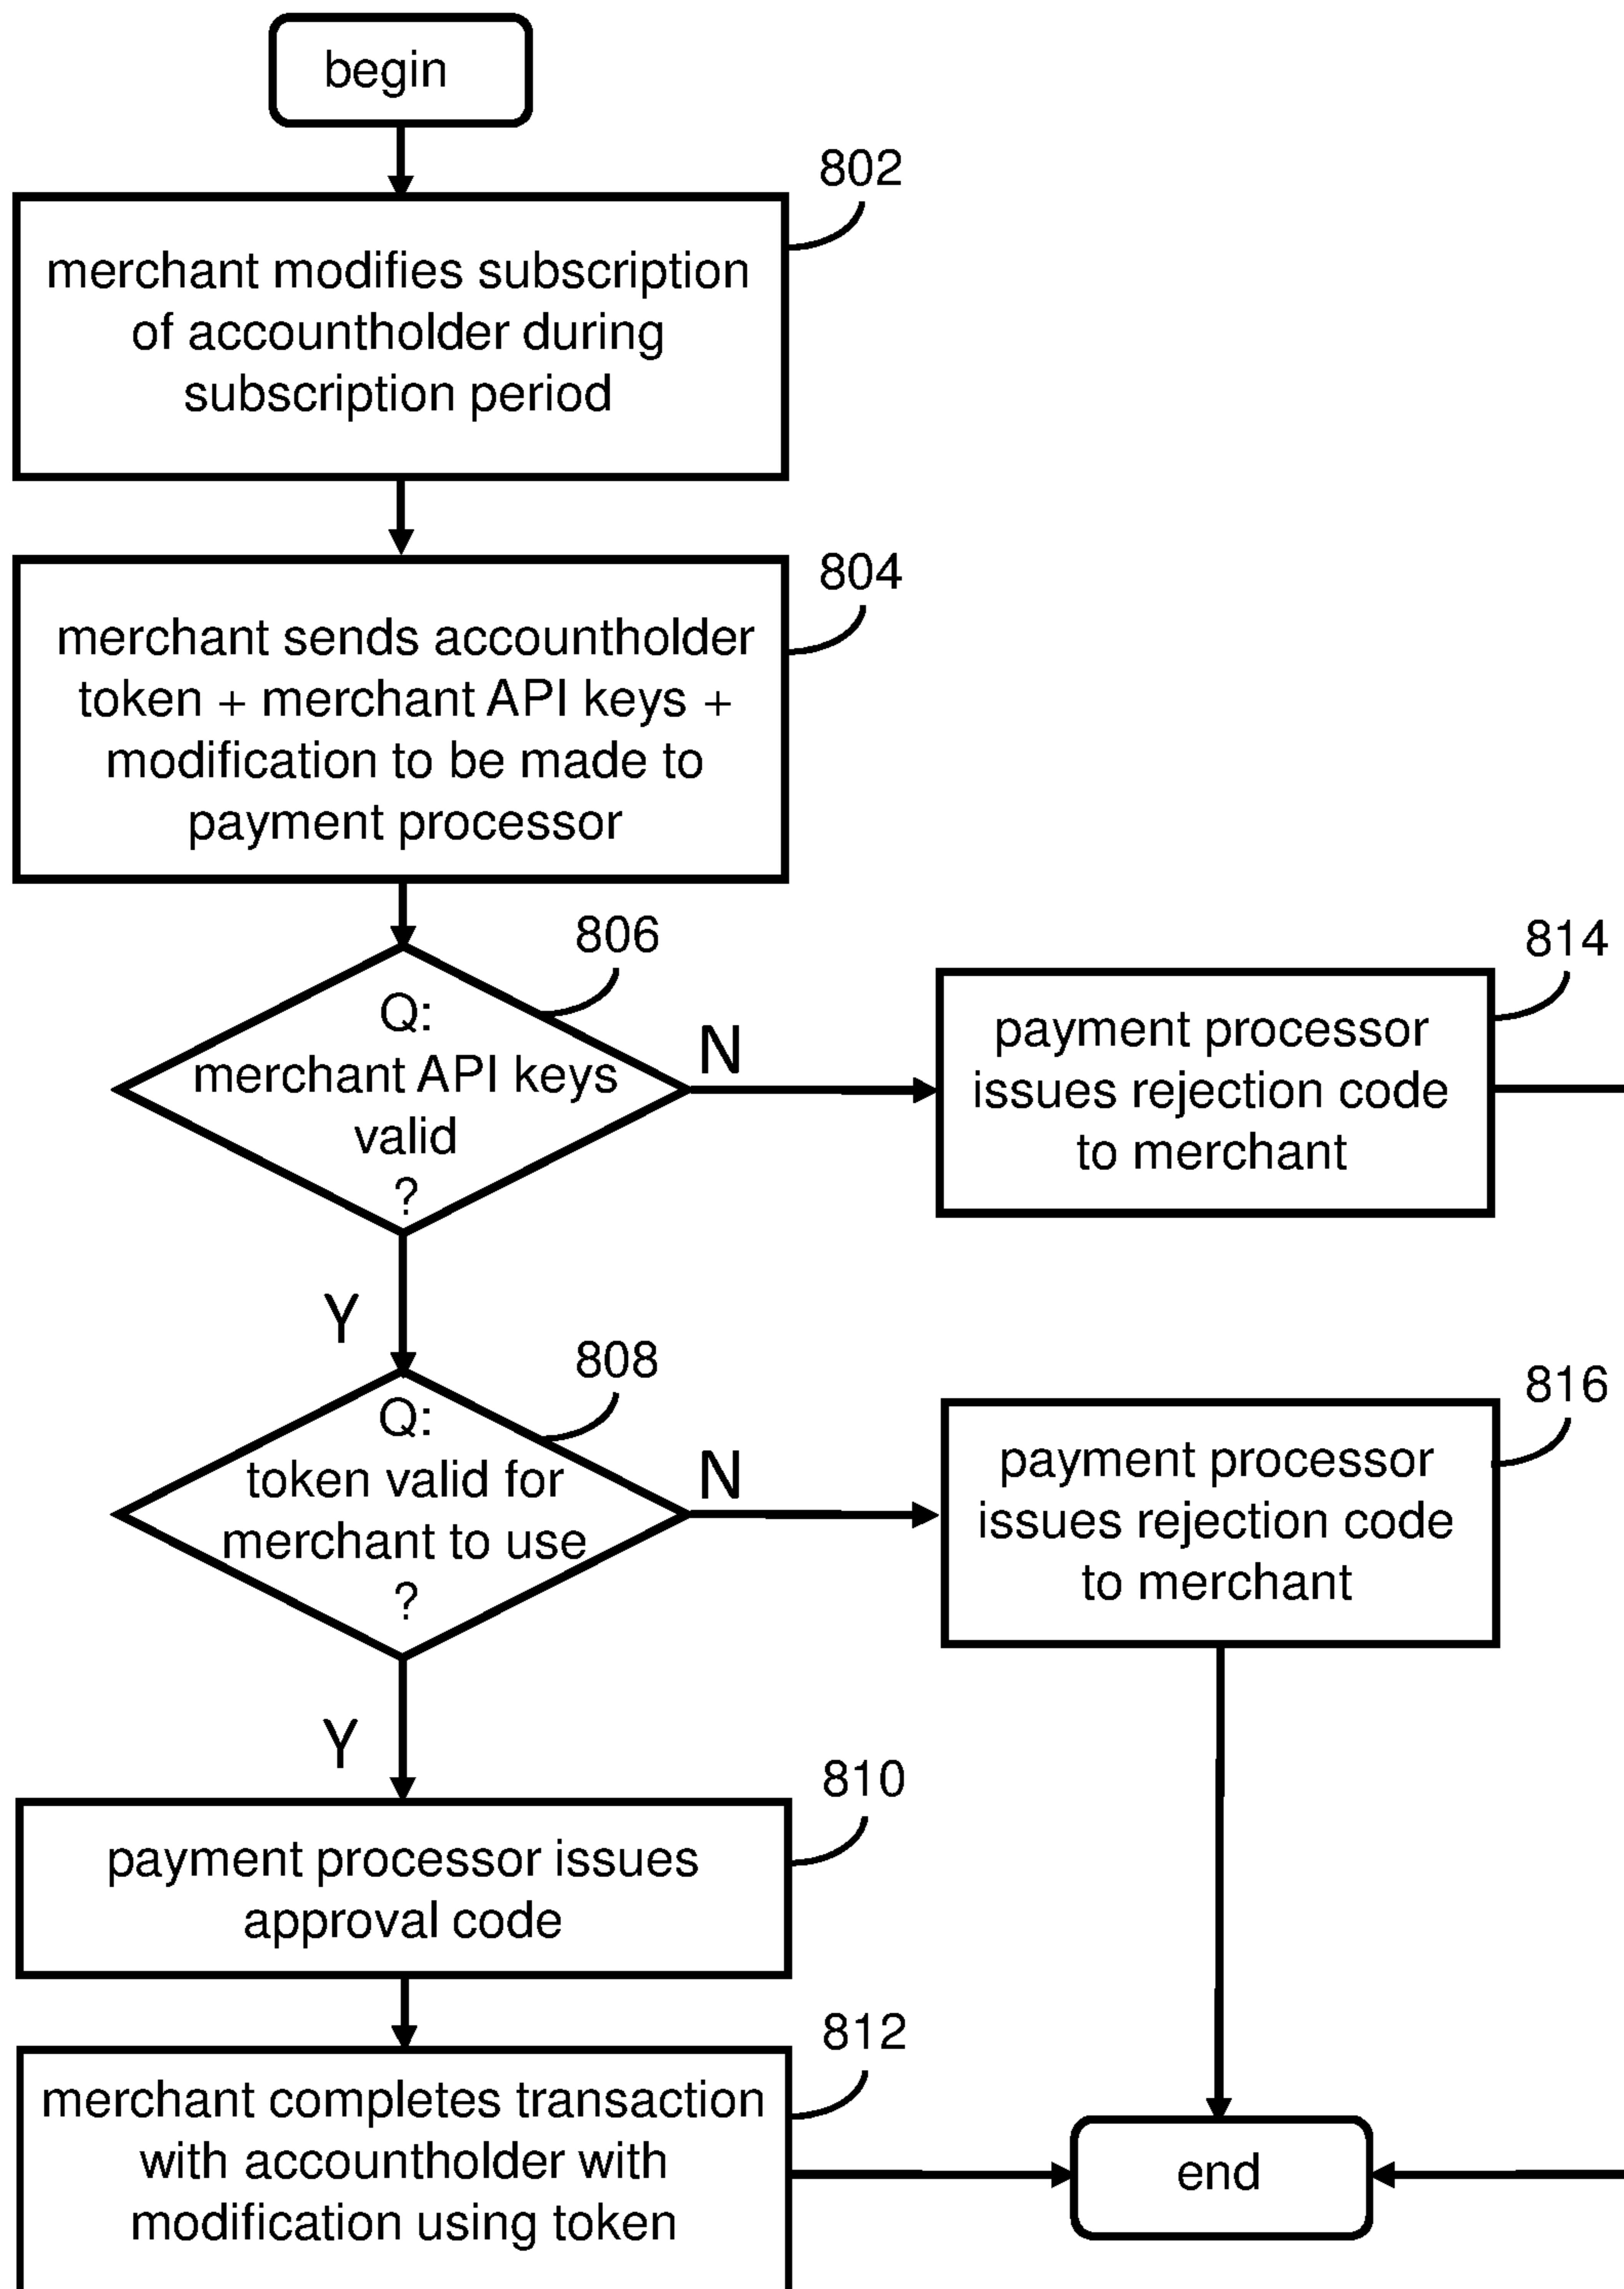 begin
802
merchant modifies subscription
of accountholder during
subscription period
804
merchant sends accountholder
token + merchant API keys +
modification to be made to
payment processor
806
Q:
merchant API keys
valid
?
N
814
payment processor
issues rejection code
to merchant
Y
808
Q:
token valid for
merchant to use
?
N
816
payment processor
issues rejection code
to merchant
Y
810
payment processor issues
approval code
812
merchant completes transaction
with accountholder with
modification using token
end